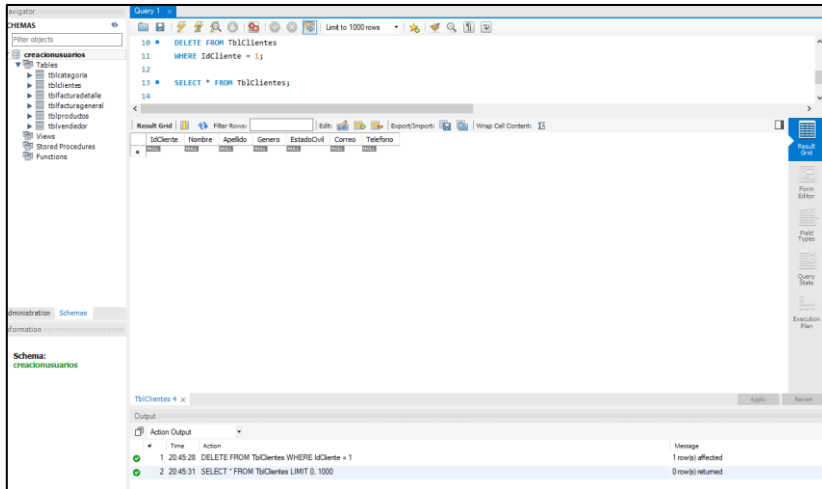 avigator
CHEMAS
Filter objects
creacionusuarios
Tables
tblcategoria
tblclientes
tblfacturadetalle
tblfacturageneral
tblproductos
tblvendedor
Views
Stored Procedures
Functions
dministration Schemas
nformation
Schema:
creacionusuarios
Query 1
Limit to 1000 rows
10 DELETE FROM TblClientes
11 WHERE IdCliente = 1;
12
13 SELECT * FROM TblClientes;
14
Result Grid Filter Rows: Edit: Export/Import: Wrap Cell Content:
IdCliente Nombre Apellido Genero EstadoCivil Correo Telefono
NULL NULL NULL NULL NULL NULL NULL
Result Grid
Form Editor
Field Types
Query Stats
Execution Plan
TblClientes 4
Apply Revert
Output
Action Output
# Time Action Message
1 20:45:28 DELETE FROM TblClientes WHERE IdCliente = 1 1 row(s) affected
2 20:45:31 SELECT * FROM TblClientes LIMIT 0, 1000 0 row(s) returned